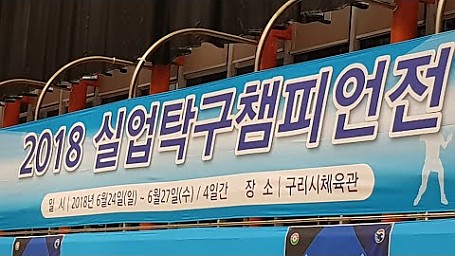 2018 실업탁구챔피언전
일 시 | 2018년 6월24일(일) ~ 6월27일(수) / 4일간 장 소 | 구리시체육관